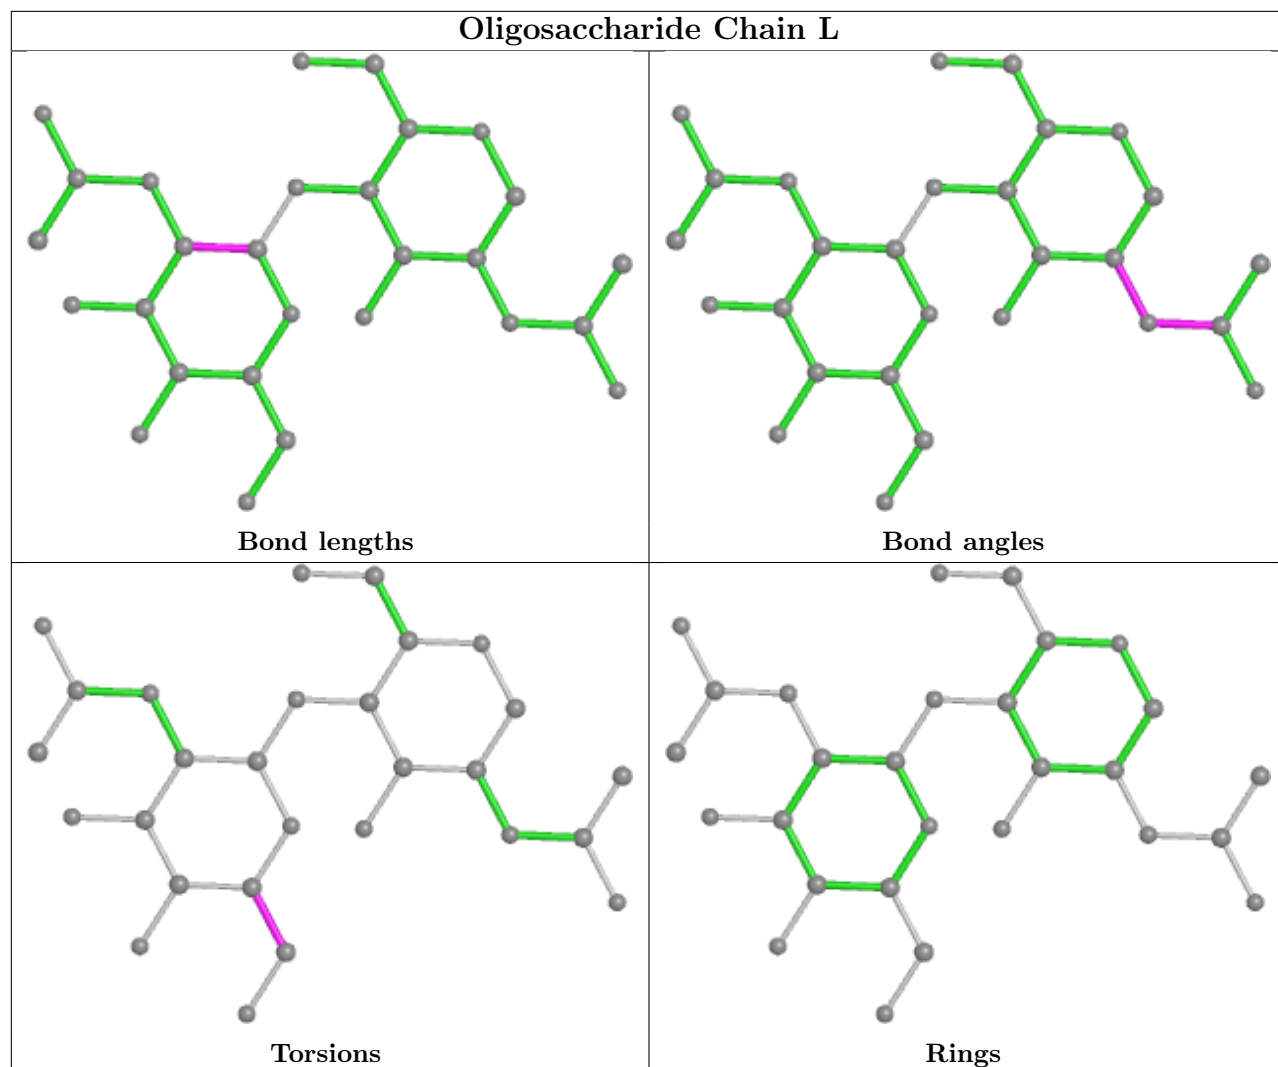 Oligosaccharide Chain L
Bond lengths
Bond angles
Torsions
Rings